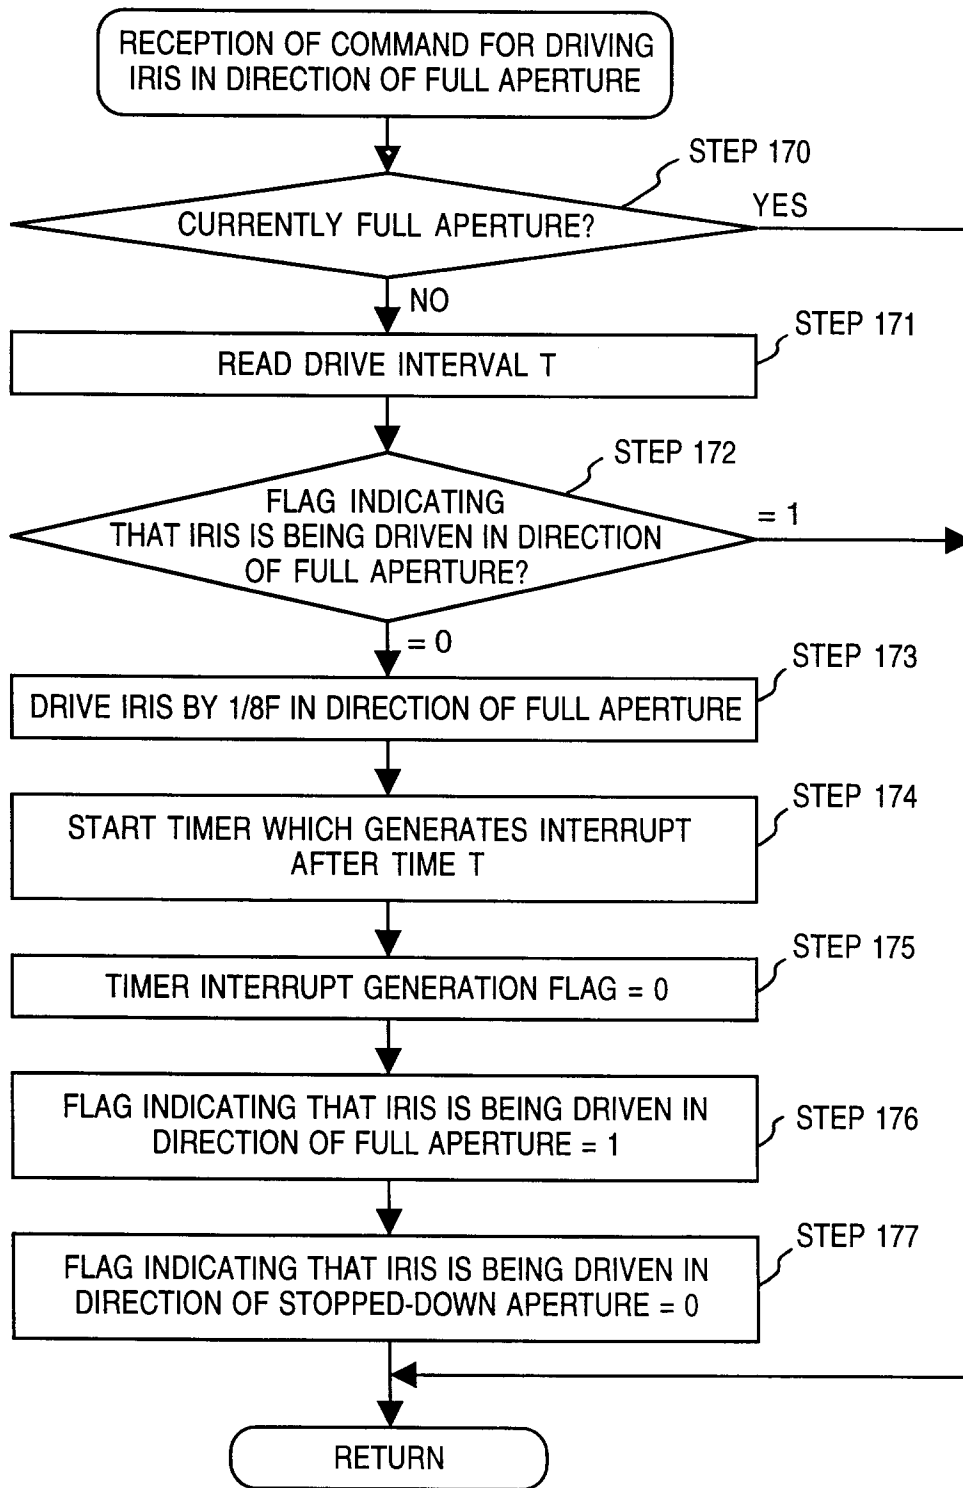 RECEPTION OF COMMAND FOR DRIVING
IRIS IN DIRECTION OF FULL APERTURE
STEP 170
CURRENTLY FULL APERTURE?
YES
NO
STEP 171
READ DRIVE INTERVAL T
STEP 172
FLAG INDICATING
THAT IRIS IS BEING DRIVEN IN DIRECTION
OF FULL APERTURE?
= 1
= 0
STEP 173
DRIVE IRIS BY 1/8F IN DIRECTION OF FULL APERTURE
STEP 174
START TIMER WHICH GENERATES INTERRUPT
AFTER TIME T
STEP 175
TIMER INTERRUPT GENERATION FLAG = 0
FLAG INDICATING THAT IRIS IS BEING DRIVEN IN
DIRECTION OF FULL APERTURE = 1
STEP 176
STEP 177
FLAG INDICATING THAT IRIS IS BEING DRIVEN IN
DIRECTION OF STOPPED-DOWN APERTURE = 0
RETURN